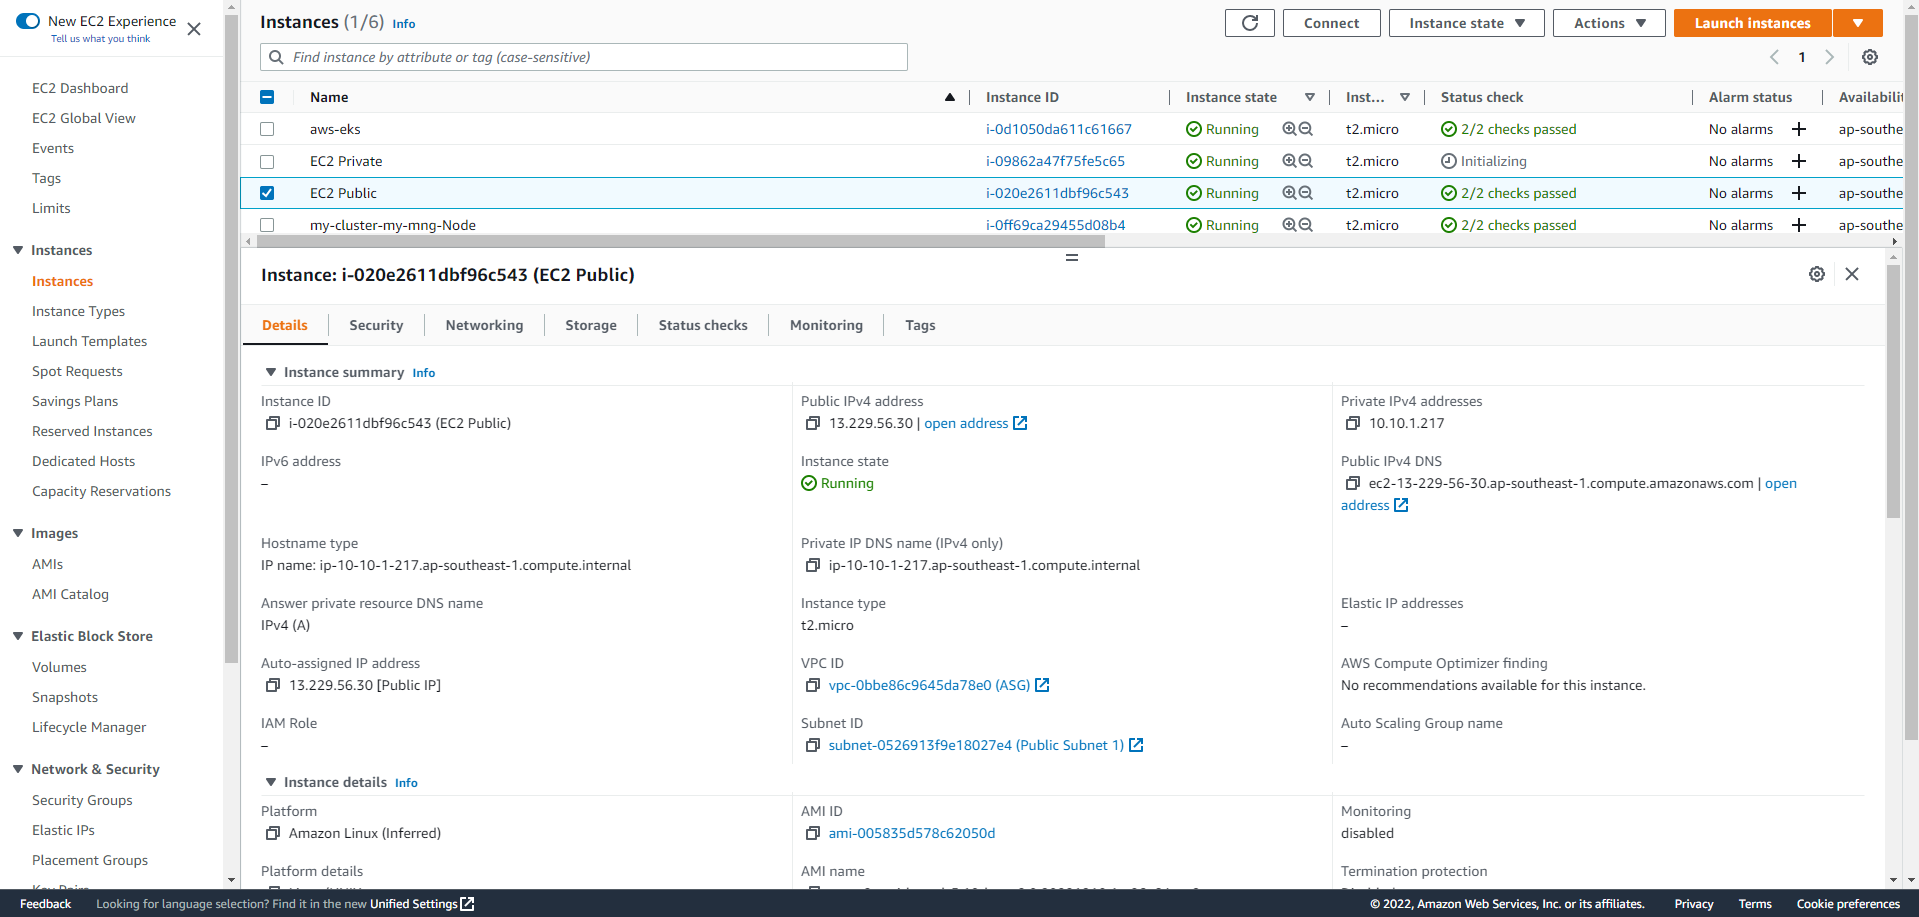 New EC2 Experience
Tell us what you think
EC2 Dashboard
EC2 Global View
Events
Tags
Limits
Instances
Instances
Instance Types
Launch Templates
Spot Requests
Savings Plans
Reserved Instances
Dedicated Hosts
Capacity Reservations
Images
AMIs
AMI Catalog
Elastic Block Store
Volumes
Snapshots
Lifecycle Manager
Network & Security
Security Groups
Elastic IPs
Placement Groups
Instances (1/6) Info
Connect Instance state Actions Launch instances
Find instance by attribute or tag (case-sensitive)
1
Name Instance ID Instance state Inst... Status check Alarm status Availabilit
aws-eks i-0d1050da611c61667 Running t2.micro 2/2 checks passed No alarms ap-southe
EC2 Private i-09862a47f75fe5c65 Running t2.micro Initializing No alarms ap-southe
EC2 Public i-020e2611dbf96c543 Running t2.micro 2/2 checks passed No alarms ap-southe
my-cluster-my-mng-Node i-0ff69ca29455d08b4 Running t2.micro 2/2 checks passed No alarms ap-southe
Instance: i-020e2611dbf96c543 (EC2 Public)
Details Security Networking Storage Status checks Monitoring Tags
Instance summary Info
Instance ID Public IPv4 address Private IPv4 addresses
i-020e2611dbf96c543 (EC2 Public) 13.229.56.30 | open address 10.10.1.217
IPv6 address Instance state Public IPv4 DNS
– Running ec2-13-229-56-30.ap-southeast-1.compute.amazonaws.com | open
address
Hostname type Private IP DNS name (IPv4 only)
IP name: ip-10-10-1-217.ap-southeast-1.compute.internal ip-10-10-1-217.ap-southeast-1.compute.internal
Answer private resource DNS name Instance type Elastic IP addresses
IPv4 (A) t2.micro –
Auto-assigned IP address VPC ID AWS Compute Optimizer finding
13.229.56.30 [Public IP] vpc-0bbe86c9645da78e0 (ASG) No recommendations available for this instance.
IAM Role Subnet ID Auto Scaling Group name
– subnet-0526913f9e18027e4 (Public Subnet 1) –
Instance details Info
Platform AMI ID Monitoring
Amazon Linux (Inferred) ami-005835d578c62050d disabled
Platform details AMI name Termination protection
Feedback Looking for language selection? Find it in the new Unified Settings © 2022, Amazon Web Services, Inc. or its affiliates. Privacy Terms Cookie preferences